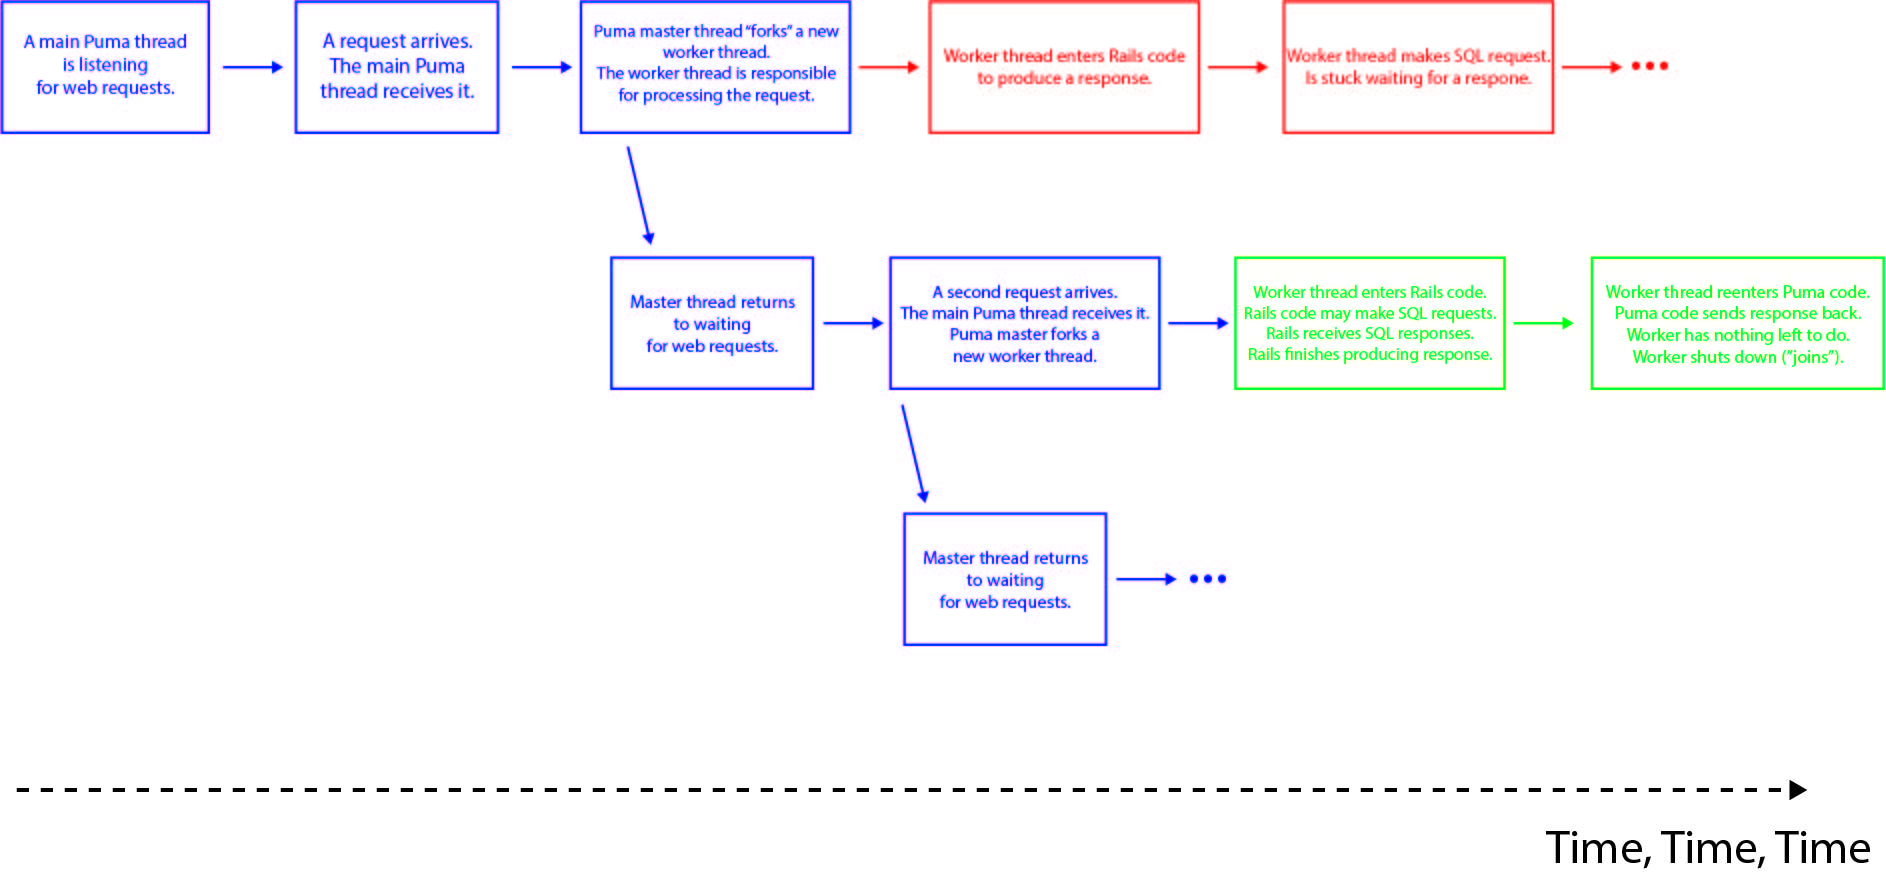 A main Puma thread
is listening
for web requests.
A request arrives.
The main Puma
thread receives it.
Puma master thread “forks” a new
worker thread.
The worker thread is responsible
for processing the request.
Worker thread enters Rails code
to produce a response.
Worker thread makes SQL request.
Is stuck waiting for a respone.
Master thread returns
to waiting
for web requests.
A second request arrives.
The main Puma thread receives it.
Puma master forks a
new worker thread.
Worker thread enters Rails code.
Rails code may make SQL requests.
Rails receives SQL responses.
Rails finishes producing response.
Worker thread reenters Puma code.
Puma code sends response back.
Worker has nothing left to do.
Worker shuts down (”joins”).
Master thread returns
to waiting
for web requests.
Time, Time, Time